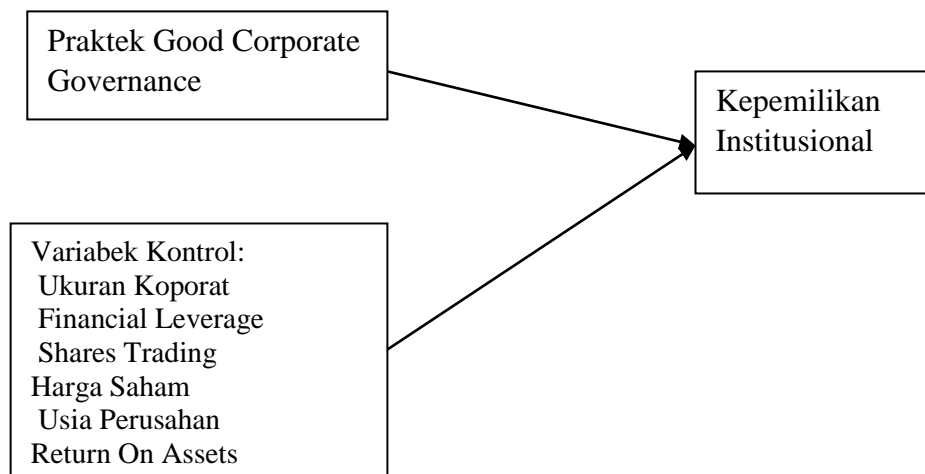 Praktek Good Corporate
Governance
Kepemilikan
Institusional
Variabek Kontrol:
Ukuran Koporat
Financial Leverage
Shares Trading
Harga Saham
Usia Perusahan
Return On Assets